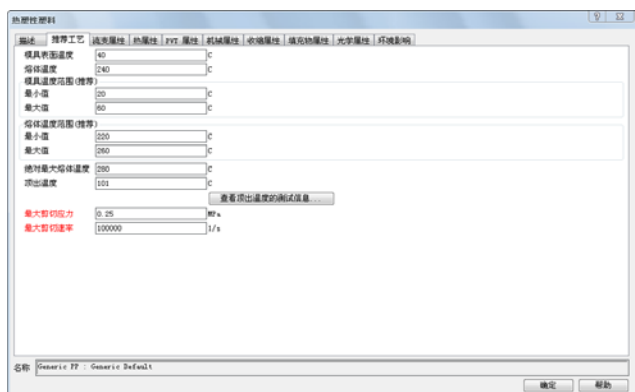 热塑性塑料
描述 推荐工艺 流变属性 热属性 PVT 属性 机械属性 收缩属性 填充物属性 光学属性 环境影响
模具表面温度 40 C
熔体温度 240 C
模具温度范围(推荐)
最小值 20 C
最大值 60 C
熔体温度范围(推荐)
最小值 220 C
最大值 260 C
绝对最大熔体温度 280 C
顶出温度 101 C
查看顶出温度的测试信息...
最大剪切应力 0.25 MPa
最大剪切速率 100000 1/s
名称 Generic PP : Generic Default
确定 帮助